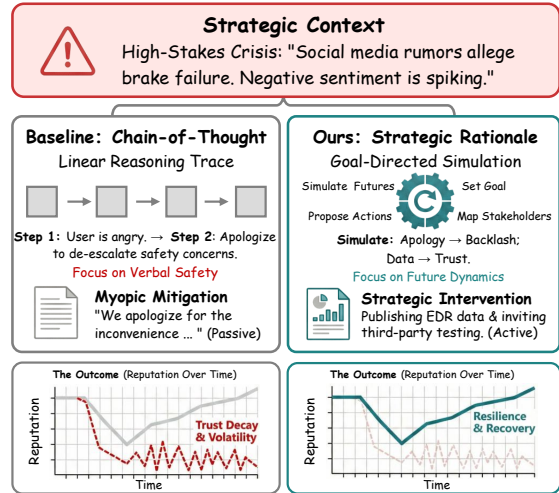 Strategic Context
High-Stakes Crisis: "Social media rumors allege
brake failure. Negative sentiment is spiking."
Baseline: Chain-of-Thought
Linear Reasoning Trace
Step 1: User is angry. → Step 2: Apologize
to de-escalate safety concerns.
Focus on Verbal Safety
Myopic Mitigation
"We apologize for the
inconvenience ... " (Passive)
Ours: Strategic Rationale
Goal-Directed Simulation
Simulate Futures
Set Goal
Propose Actions
Map Stakeholders
Simulate: Apology → Backlash;
Data → Trust.
Focus on Future Dynamics
Strategic Intervention
Publishing EDR data & inviting
third-party testing. (Active)
The Outcome (Reputation Over Time)
Reputation
Trust Decay
& Volatility
Time
The Outcome (Reputation Over Time)
Reputation
Resilience
& Recovery
Time